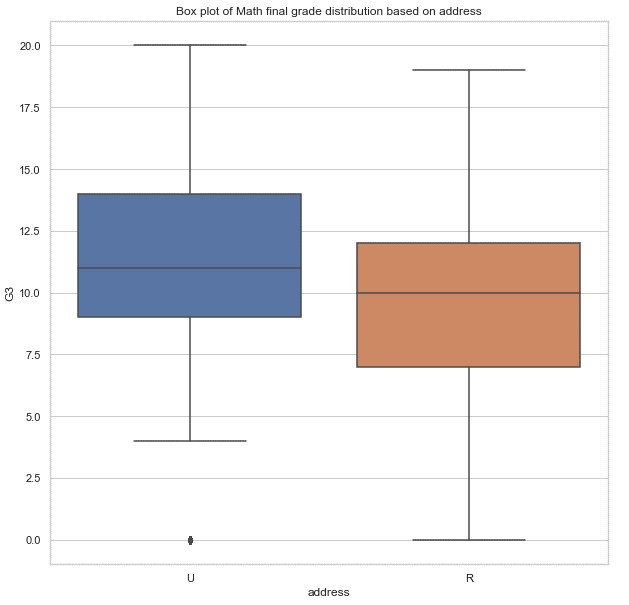 Box plot of Math final grade distribution based on address
20.0
17.5
15.0
12.5
10.0
7.5
5.0
2.5
0.0
G3
U R
address